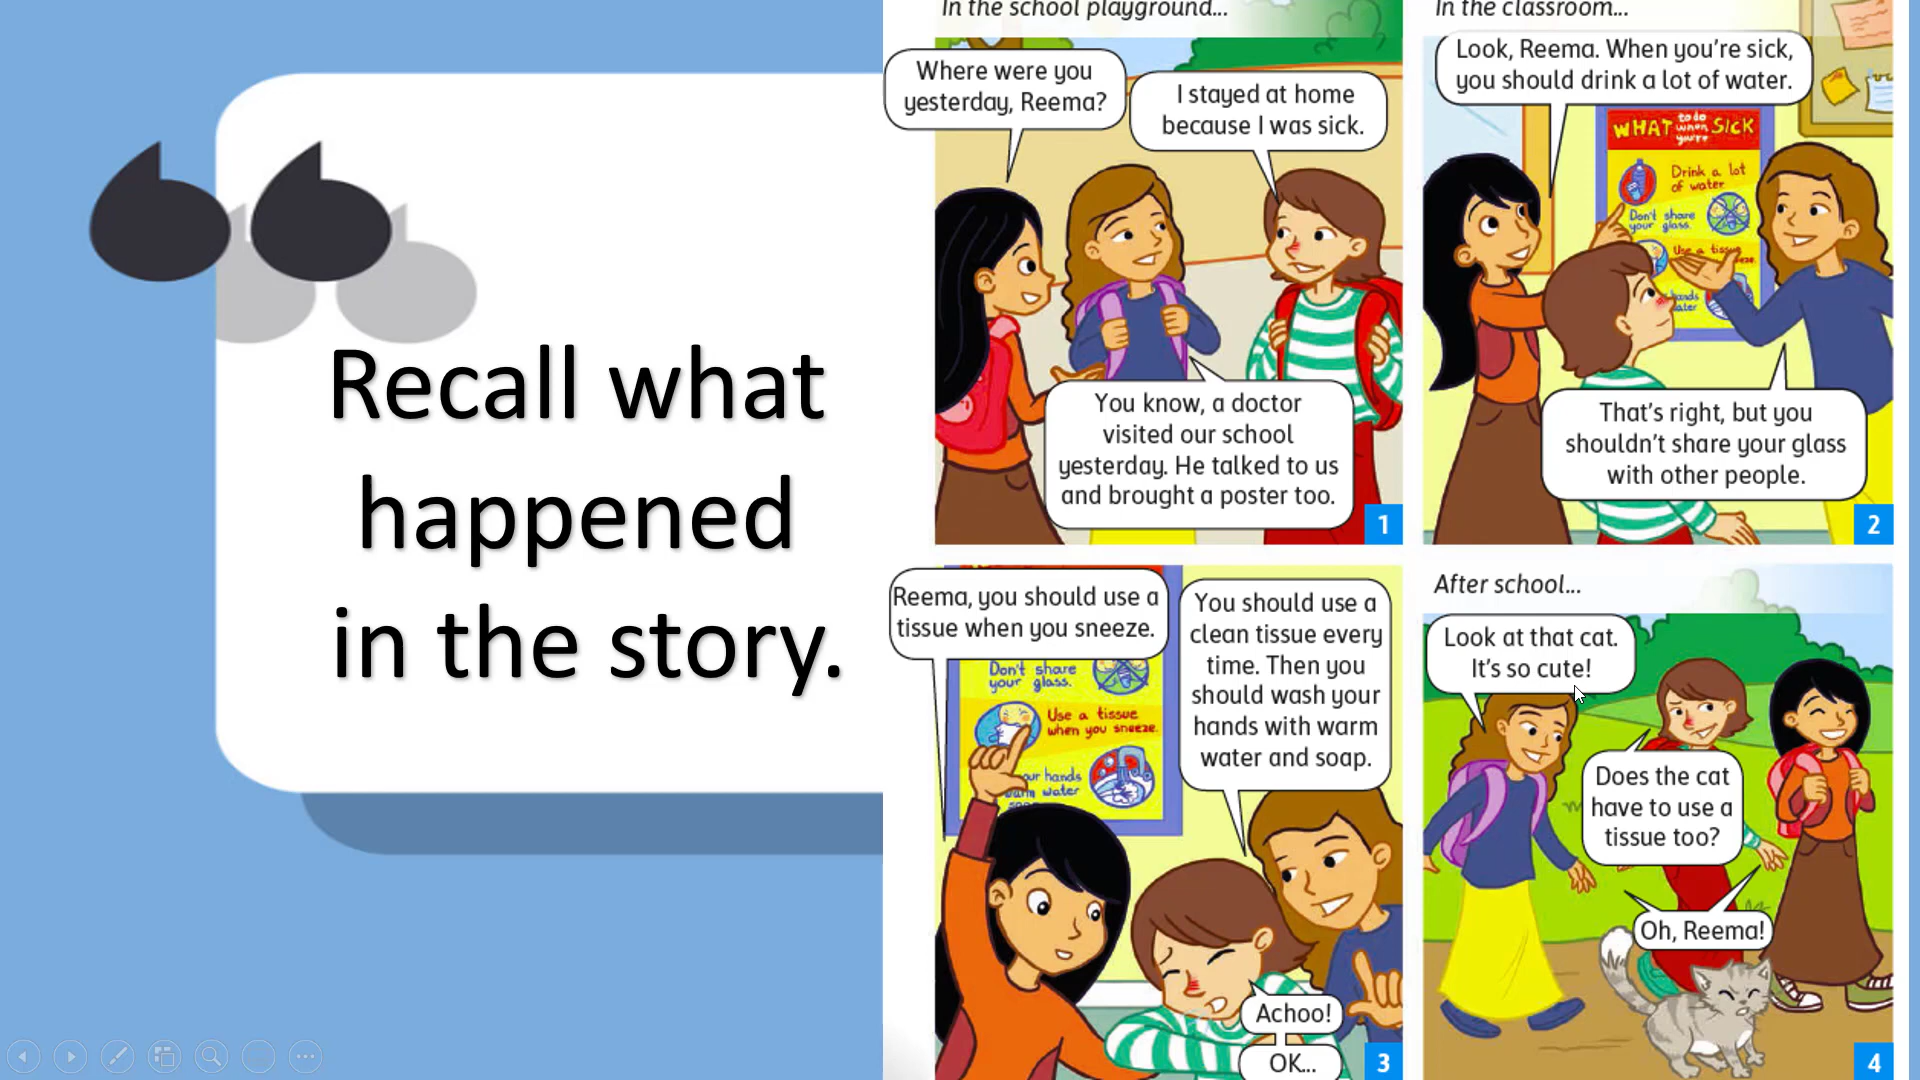 Recall what
happened
in the story.
In the school playground...
Where were you
yesterday, Reema?
I stayed at home
because I was sick.
You know, a doctor
visited our school
yesterday. He talked to us
and brought a poster too.
1
In the classroom...
Look, Reema. When you're sick,
you should drink a lot of water.
WHAT to do when you're SICK
Drink a lot
of water
Don't share
your glass.
Use a tissue
hands
That's right, but you
shouldn't share your glass
with other people.
2
Reema, you should use a
tissue when you sneeze.
You should use a
clean tissue every
time. Then you
should wash your
hands with warm
water and soap.
Don't share
your glass.
Use a tissue
when you sneeze.
hands
warm water
Achoo!
OK...
3
After school...
Look at that cat.
It's so cute!
Does the cat
have to use a
tissue too?
Oh, Reema!
4